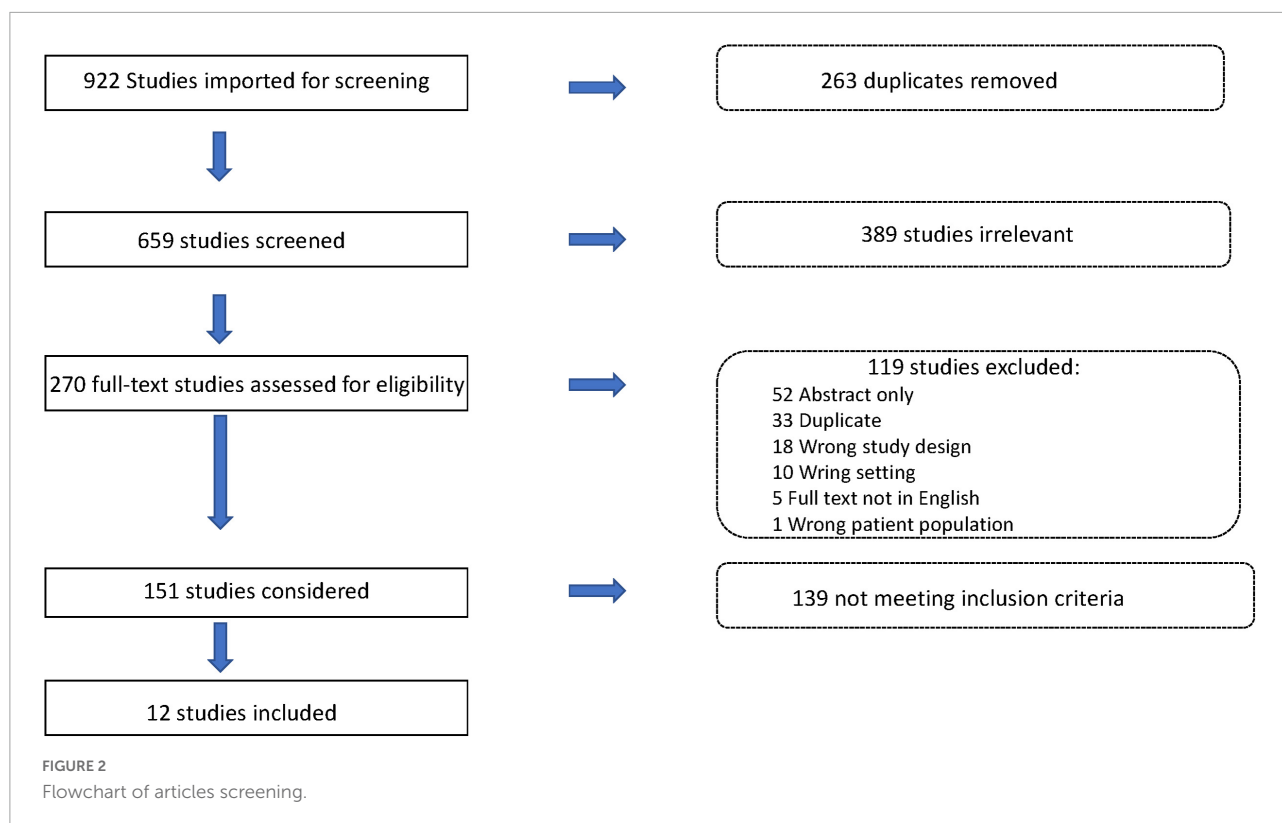 922 Studies imported for screening
263 duplicates removed
659 studies screened
389 studies irrelevant
270 full-text studies assessed for eligibility
119 studies excluded:
52 Abstract only
33 Duplicate
18 Wrong study design
10 Wring setting
5 Full text not in English
1 Wrong patient population
151 studies considered
139 not meeting inclusion criteria
12 studies included
FIGURE 2
Flowchart of articles screening.